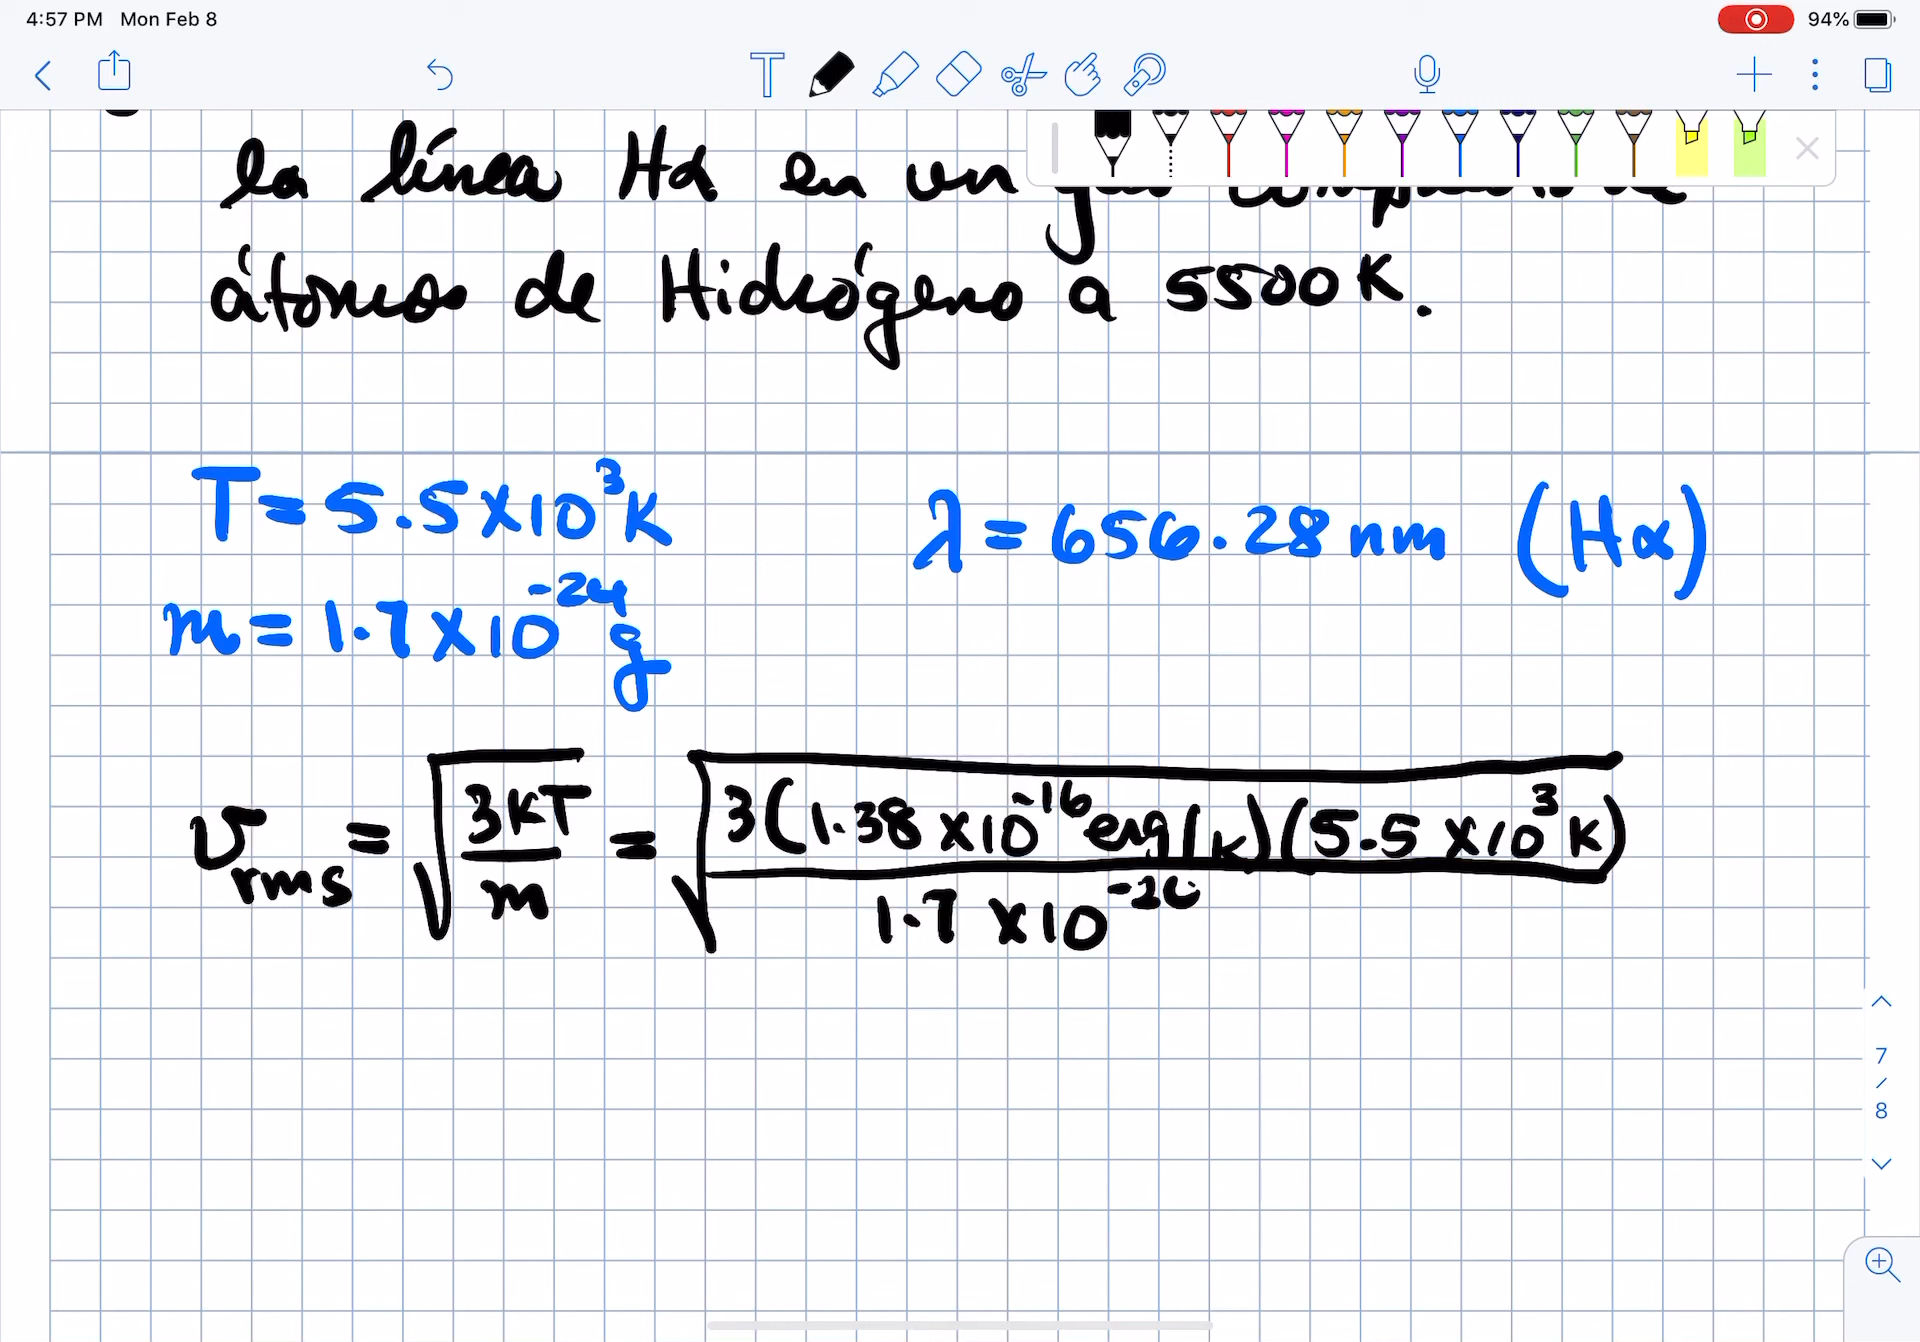 4:57 PM Mon Feb 8
94%
la línea Hα en un
átomos de Hidrógeno a 5500 K.
T = 5.5 x 10³ K
λ = 656.28 nm (Hα)
m = 1.7 x 10⁻²⁴ g
v_rms = √(3kT/m) = √(3(1.38 x 10⁻¹⁶ erg/K)(5.5 x 10³ K)/1.7 x 10⁻²
7
/
8